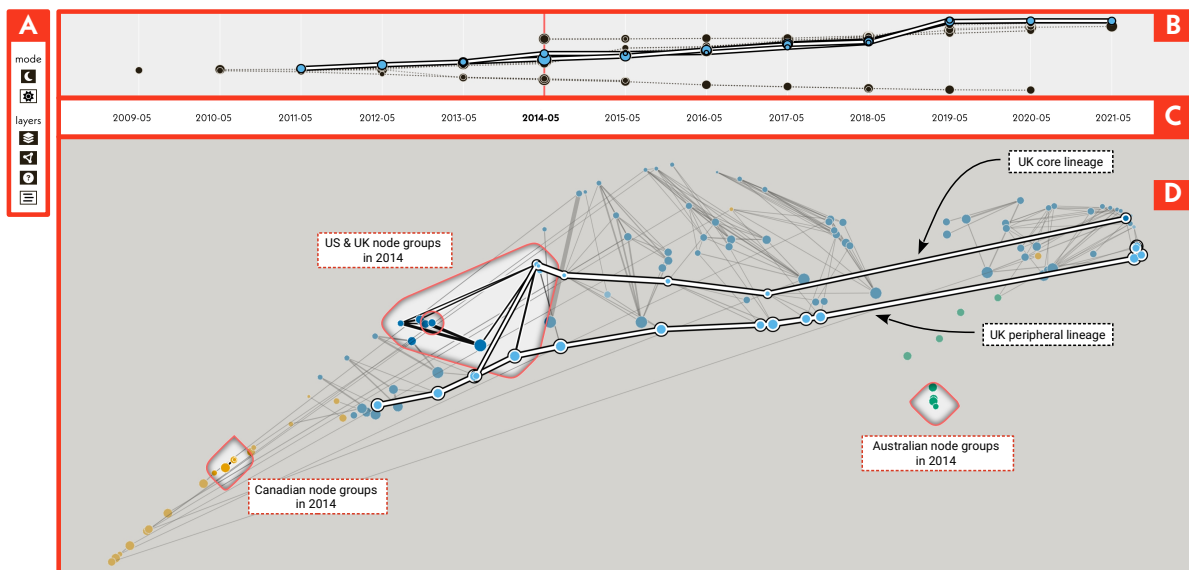 A
mode
layers
?
B
2009-05 2010-05 2011-05 2012-05 2013-05 2014-05 2015-05 2016-05 2017-05 2018-05 2019-05 2020-05 2021-05
C
D
UK core lineage
US & UK node groups
in 2014
UK peripheral lineage
Australian node groups
in 2014
Canadian node groups
in 2014